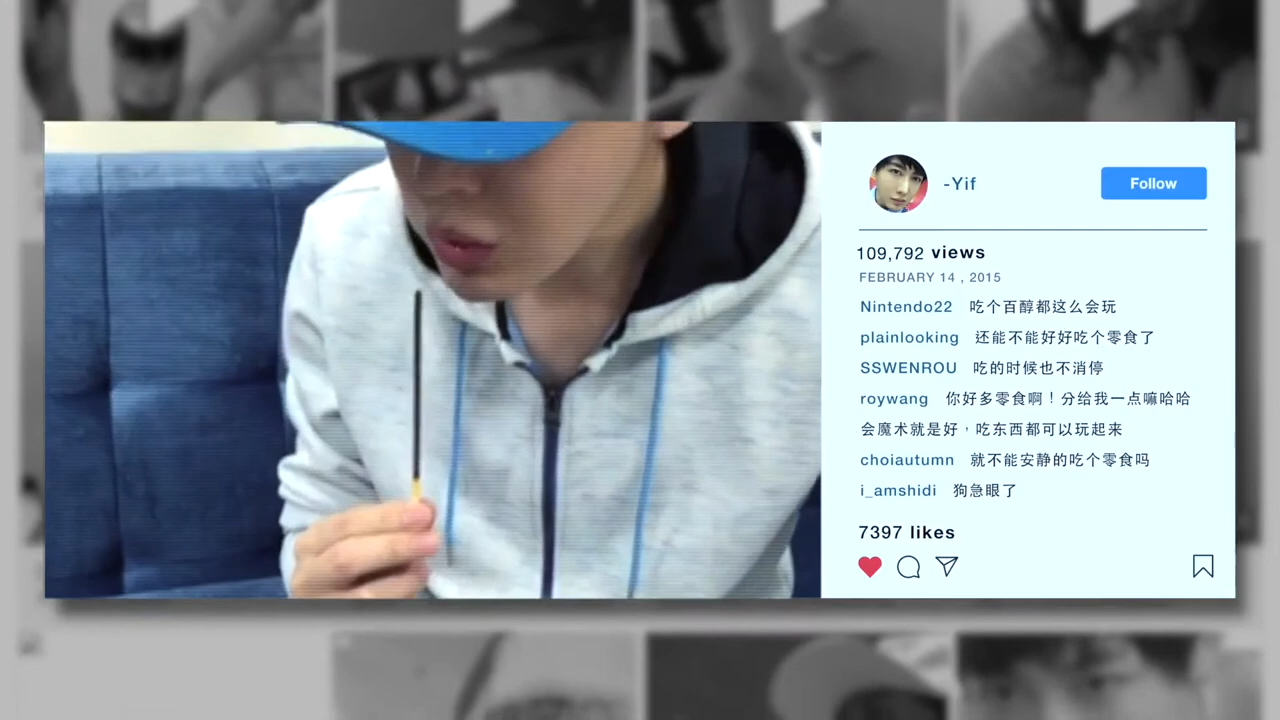 -Yif
Follow
109,792 views
FEBRUARY 14 , 2015
Nintendo22 吃个百醇都这么会玩
plainlooking 还能不能好好吃个零食了
SSWENROU 吃的时候也不消停
roywang 你好多零食啊！分给我一点嘛哈哈
会魔术就是好，吃东西都可以玩起来
choiautumn 就不能安静的吃个零食吗
i_amshidi 狗急眼了
7397 likes